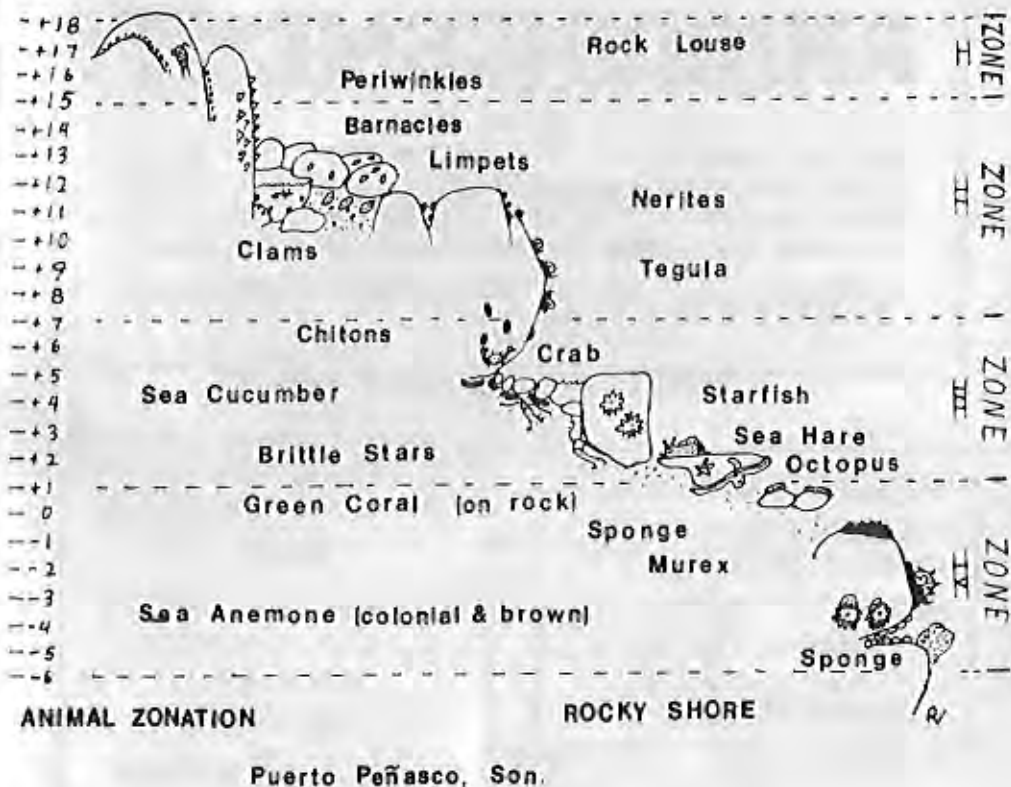 +18
ZONE I
+17
Rock Louse
+16
Periwinkles
+15
+14
Barnacles
+13
Limpets
+12
Nerites
ZONE II
+11
+10
Clams
+9
Tegula
+8
+7
Chitons
+6
Crab
+5
Sea Cucumber
Starfish
ZONE III
+4
+3
Sea Hare
Brittle Stars
+2
Octopus
+1
Green Coral (on rock)
0
Sponge
-1
Murex
ZONE IV
-2
-3
Sea Anemone (colonial & brown)
-4
-5
Sponge
-6
ANIMAL ZONATION
ROCKY SHORE
Puerto Peñasco, Son.